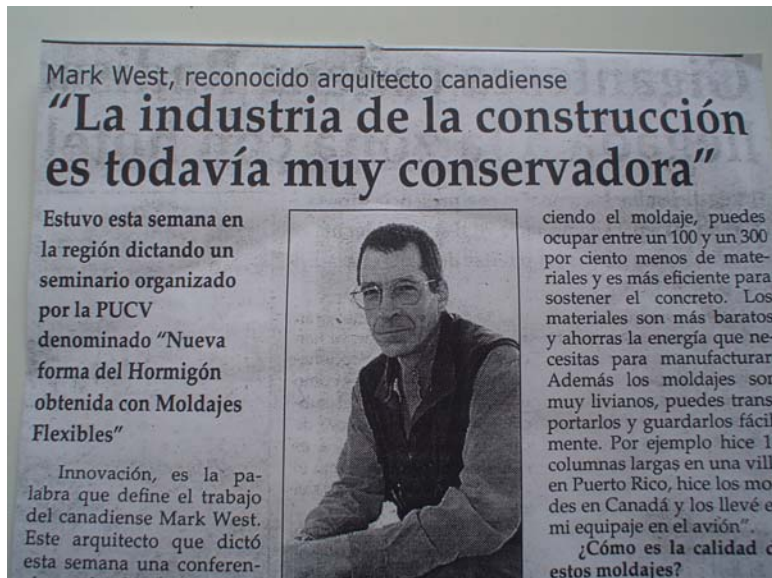 Mark West, reconocido arquitecto canadiense
“La industria de la construcción
es todavía muy conservadora”
Estuvo esta semana en
la región dictando un
seminario organizado
por la PUCV
denominado “Nueva
forma del Hormigón
obtenida con Moldajes
Flexibles”
Innovación, es la pa-
labra que define el trabajo
del canadiense Mark West.
Este arquitecto que dictó
esta semana una conferen-
ciendo el moldaje, puedes
ocupar entre un 100 y un 300
por ciento menos de mate-
riales y es más eficiente para
sostener el concreto. Los
materiales son más baratos
y ahorras la energía que ne-
cesitas para manufacturar.
Además los moldajes son
muy livianos, puedes trans
portarlos y guardarlos fácil
mente. Por ejemplo hice
columnas largas en una
en Puerto Rico, hice los mo
des en Canadá y los llevé
mi equipaje en el avión”.
¿Cómo es la calidad
estos moldajes?